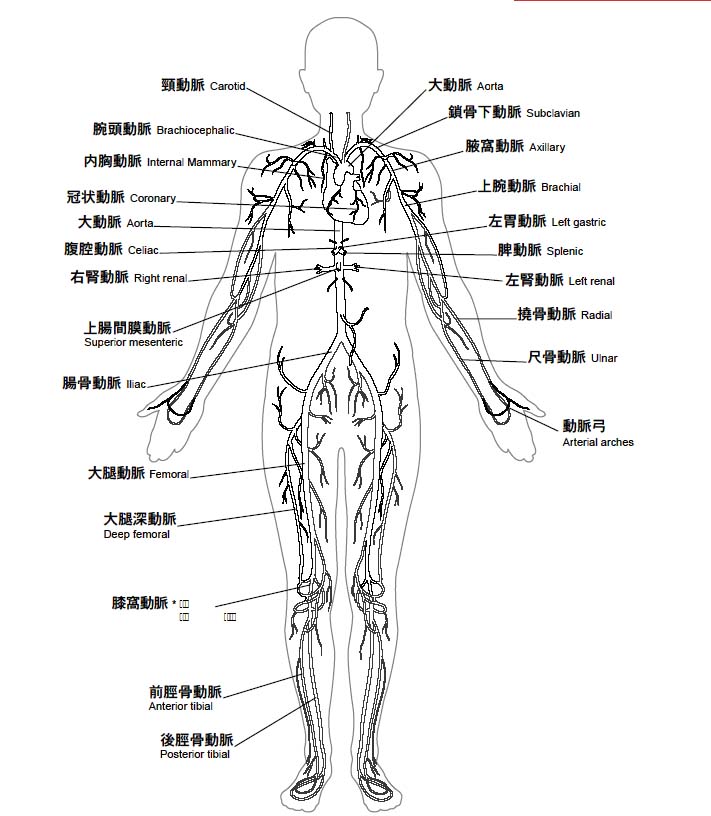 頸動脈 Carotid
腕頭動脈 Brachiocephalic
内胸動脈 Internal Mammary
冠状動脈 Coronary
大動脈 Aorta
腹腔動脈 Celiac
右腎動脈 Right renal
上腸間膜動脈
Superior mesenteric
腸骨動脈 Iliac
大腿動脈 Femoral
大腿深動脈
Deep femoral
膝窩動脈 *
前脛骨動脈
Anterior tibial
後脛骨動脈
Posterior tibial
大動脈 Aorta
鎖骨下動脈 Subclavian
腋窩動脈 Axillary
上腕動脈 Brachial
左胃動脈 Left gastric
脾動脈 Splenic
左腎動脈 Left renal
撓骨動脈 Radial
尺骨動脈 Ulnar
動脈弓
Arterial arches